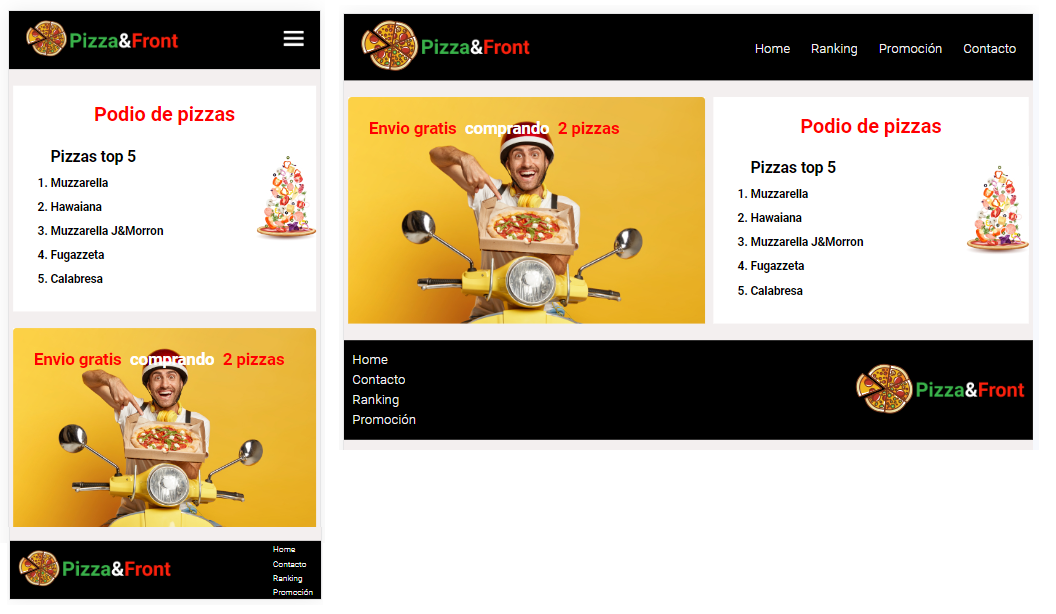 Pizza&Front
Podio de pizzas
Pizzas top 5
1. Muzzarella
2. Hawaiana
3. Muzzarella J&Morron
4. Fugazzeta
5. Calabresa
Envio gratis comprando 2 pizzas
Pizza&Front
Home
Contacto
Ranking
Promoción
Pizza&Front
Home Ranking Promoción Contacto
Envio gratis comprando 2 pizzas
Podio de pizzas
Pizzas top 5
1. Muzzarella
2. Hawaiana
3. Muzzarella J&Morron
4. Fugazzeta
5. Calabresa
Home
Contacto
Ranking
Promoción
Pizza&Front